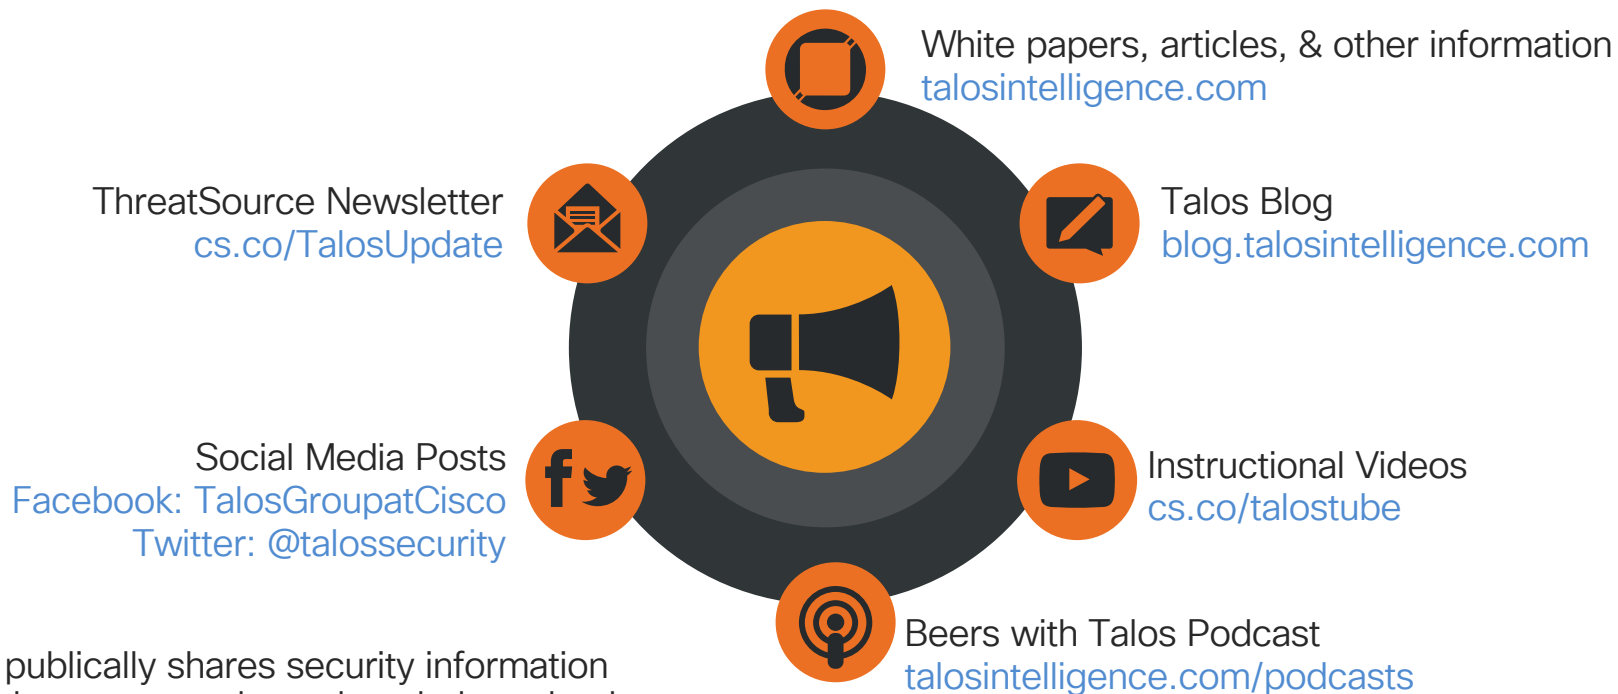 White papers, articles, & other information
talosintelligence.com
ThreatSource Newsletter
cs.co/TalosUpdate
Talos Blog
blog.talosintelligence.com
Social Media Posts
Facebook: TalosGroupatCisco
Twitter: @talossecurity
Instructional Videos
cs.co/talostube
Beers with Talos Podcast
talosintelligence.com/podcasts
publically shares security information